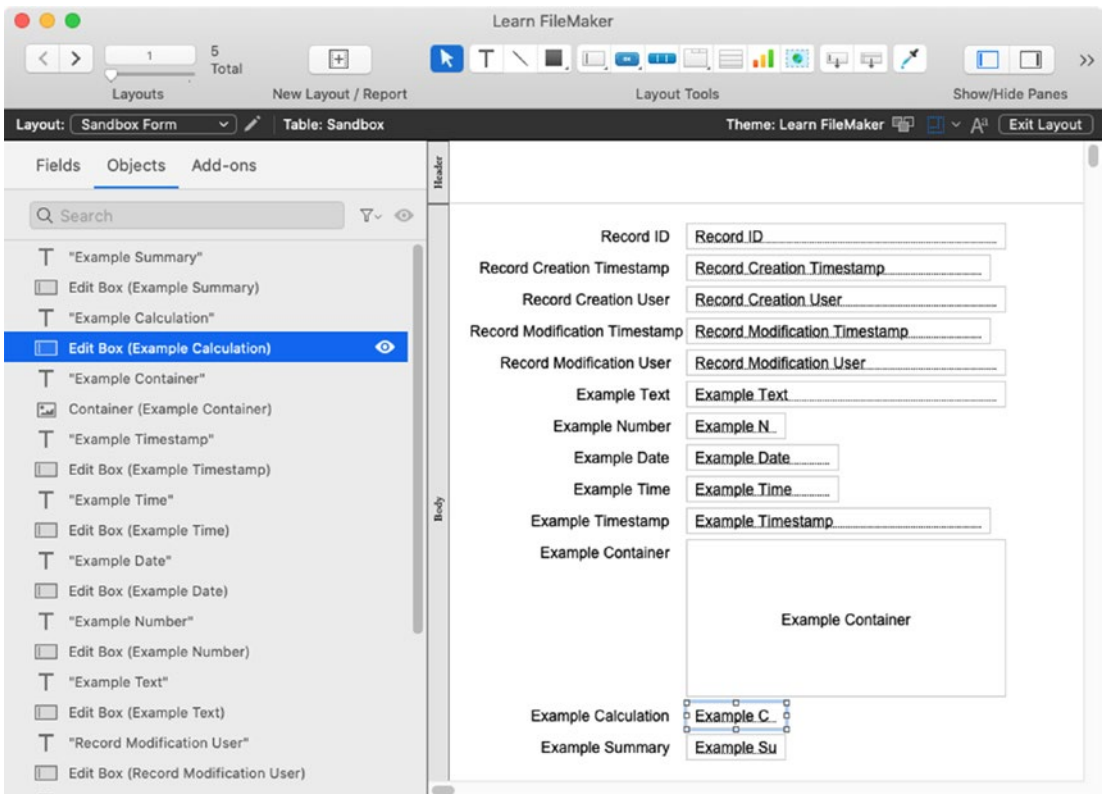 Learn FileMaker
1
5
Total
Layouts
New Layout / Report
Layout Tools
Show/Hide Panes
Layout: Sandbox Form
Table: Sandbox
Theme: Learn FileMaker
Exit Layout
Fields Objects Add-ons
Search
"Example Summary"
Edit Box (Example Summary)
"Example Calculation"
Edit Box (Example Calculation)
"Example Container"
Container (Example Container)
"Example Timestamp"
Edit Box (Example Timestamp)
"Example Time"
Edit Box (Example Time)
"Example Date"
Edit Box (Example Date)
"Example Number"
Edit Box (Example Number)
"Example Text"
Edit Box (Example Text)
"Record Modification User"
Edit Box (Record Modification User)
Header
Body
Record ID Record ID
Record Creation Timestamp Record Creation Timestamp
Record Creation User Record Creation User
Record Modification Timestamp Record Modification Timestamp
Record Modification User Record Modification User
Example Text Example Text
Example Number Example N
Example Date Example Date
Example Time Example Time
Example Timestamp Example Timestamp
Example Container
Example Container
Example Calculation Example C
Example Summary Example Su